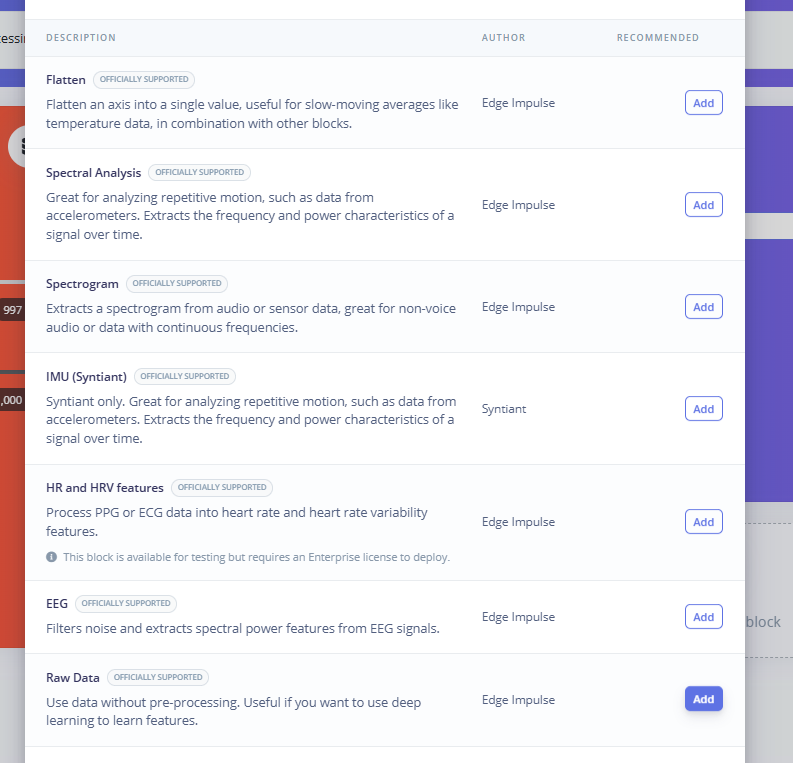 DESCRIPTION AUTHOR RECOMMENDED
Flatten OFFICIALLY SUPPORTED
Flatten an axis into a single value, useful for slow-moving averages like
temperature data, in combination with other blocks.
Edge Impulse
Add
Spectral Analysis OFFICIALLY SUPPORTED
Great for analyzing repetitive motion, such as data from
accelerometers. Extracts the frequency and power characteristics of a
signal over time.
Edge Impulse
Add
Spectrogram OFFICIALLY SUPPORTED
Extracts a spectrogram from audio or sensor data, great for non-voice
audio or data with continuous frequencies.
Edge Impulse
Add
997
IMU (Syntiant) OFFICIALLY SUPPORTED
Syntiant only. Great for analyzing repetitive motion, such as data from
accelerometers. Extracts the frequency and power characteristics of a
signal over time.
Syntiant
Add
,000
HR and HRV features OFFICIALLY SUPPORTED
Process PPG or ECG data into heart rate and heart rate variability
features.
This block is available for testing but requires an Enterprise license to deploy.
Edge Impulse
Add
EEG OFFICIALLY SUPPORTED
Filters noise and extracts spectral power features from EEG signals.
Edge Impulse
Add
block
Raw Data OFFICIALLY SUPPORTED
Use data without pre-processing. Useful if you want to use deep
learning to learn features.
Edge Impulse
Add